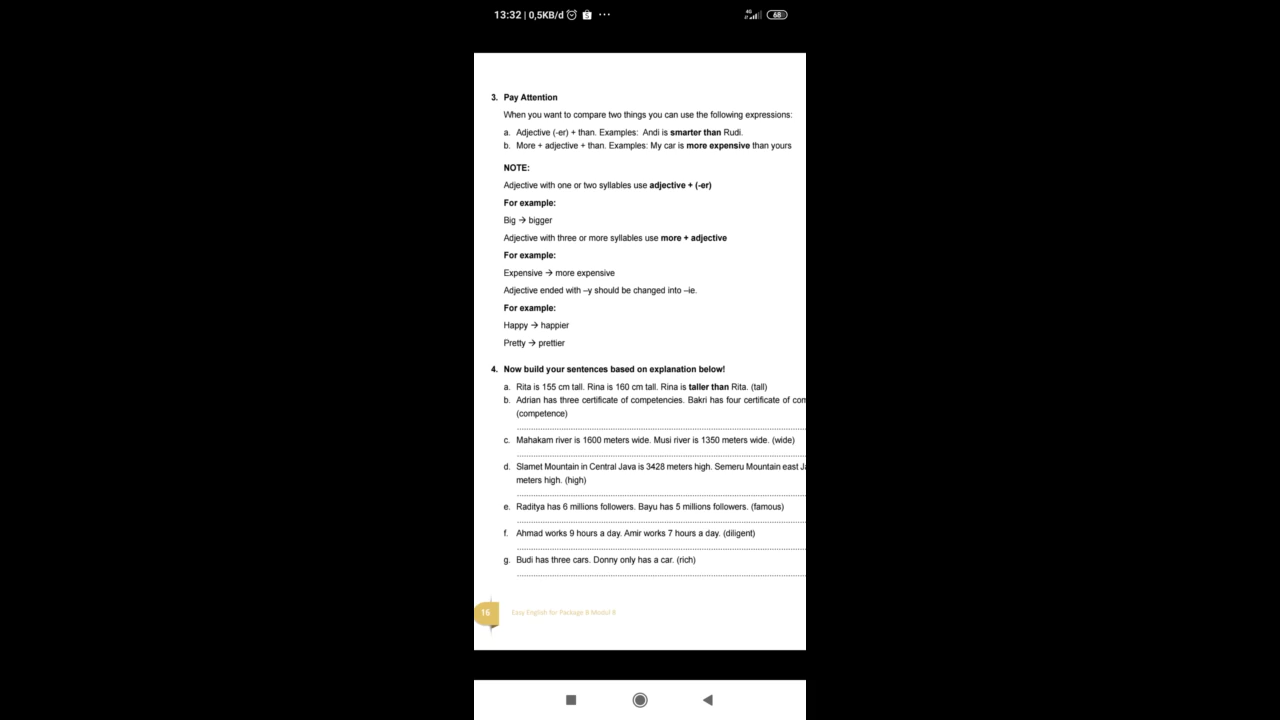 13:32 | 0,5KB/d ...
4G
68
3. Pay Attention
When you want to compare two things you can use the following expressions:
a. Adjective (-er) + than. Examples: Andi is smarter than Rudi.
b. More + adjective + than. Examples: My car is more expensive than yours
NOTE:
Adjective with one or two syllables use adjective + (-er)
For example:
Big → bigger
Adjective with three or more syllables use more + adjective
For example:
Expensive → more expensive
Adjective ended with –y should be changed into –ie.
For example:
Happy → happier
Pretty → prettier
4. Now build your sentences based on explanation below!
a. Rita is 155 cm tall. Rina is 160 cm tall. Rina is taller than Rita. (tall)
b. Adrian has three certificate of competencies. Bakri has four certificate of com
(competence)
c. Mahakam river is 1600 meters wide. Musi river is 1350 meters wide. (wide)
d. Slamet Mountain in Central Java is 3428 meters high. Semeru Mountain east Ja
meters high. (high)
e. Raditya has 6 millions followers. Bayu has 5 millions followers. (famous)
f. Ahmad works 9 hours a day. Amir works 7 hours a day. (diligent)
g. Budi has three cars. Donny only has a car. (rich)
16 Easy English for Package B Modul 8